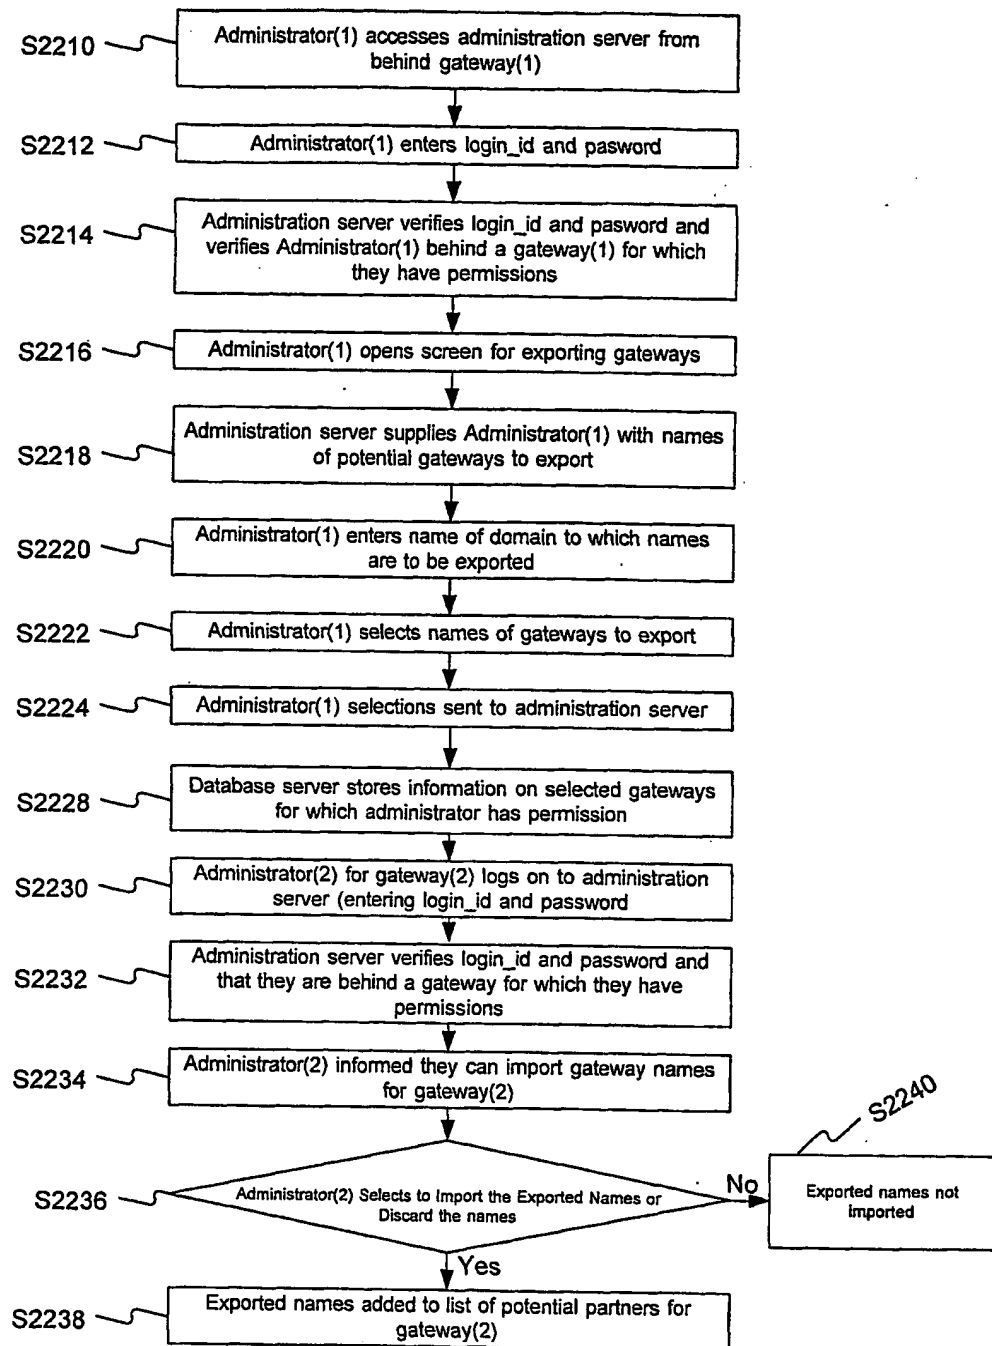 S2210
Administrator(1) accesses administration server from
behind gateway(1)
S2212
Administrator(1) enters login_id and pasword
S2214
Administration server verifies login_id and pasword and
verifies Administrator(1) behind a gateway(1) for which
they have permissions
S2216
Administrator(1) opens screen for exporting gateways
S2218
Administration server supplies Administrator(1) with names
of potential gateways to export
S2220
Administrator(1) enters name of domain to which names
are to be exported
S2222
Administrator(1) selects names of gateways to export
S2224
Administrator(1) selections sent to administration server
S2228
Database server stores information on selected gateways
for which administrator has permission
S2230
Administrator(2) for gateway(2) logs on to administration
server (entering login_id and password
S2232
Administration server verifies login_id and password and
that they are behind a gateway for which they have
permissions
S2234
Administrator(2) informed they can import gateway names
for gateway(2)
S2236
Administrator(2) Selects to Import the Exported Names or
Discard the names
No
S2240
Exported names not
imported
Yes
S2238
Exported names added to list of potential partners for
gateway(2)